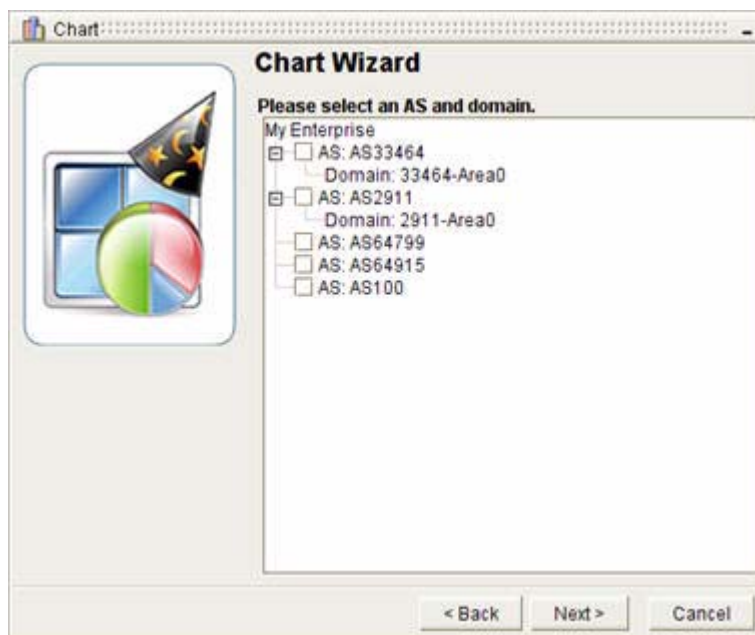 Chart
Chart Wizard
Please select an AS and domain.
My Enterprise
AS: AS33464
Domain: 33464-Area0
AS: AS2911
Domain: 2911-Area0
AS: AS64799
AS: AS64915
AS: AS100
< Back Next > Cancel